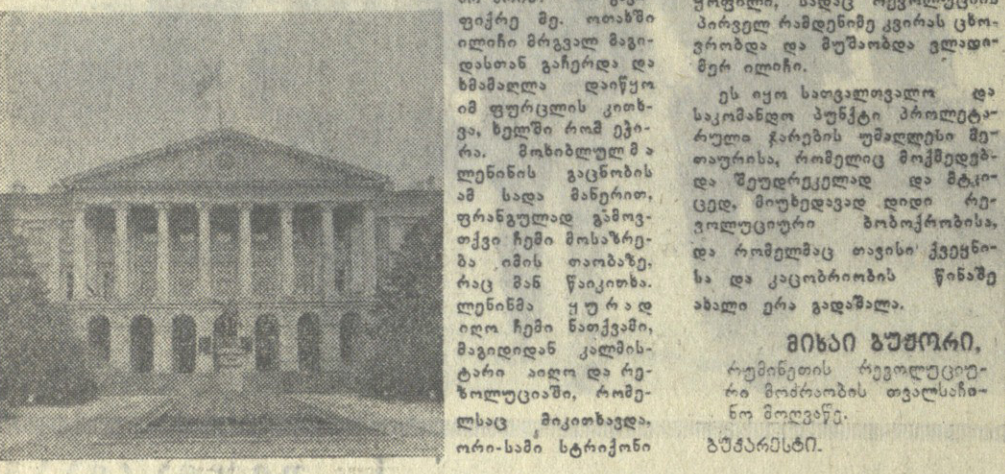 ფიქრე მე. ოთახში
ილიჩი მრგვალ მაგი-
დასთან გაჩერდა და
ხმამაღლა დაიწყო
იმ ფურცლის კითხ-
ვა, ხელში რომ ეჭი-
რა. მოხიბლულმა
ლენინის გაცნობის
ამ სადა მანერით,
ფრანგულად გამოვ-
თქვი ჩემი მოსაზრე-
ბა იმის თაობაზე,
რაც მან წაიკითხა.
ლენინმა ყურად
იღო ჩემი ნათქვამი,
მაგიდიდან კალმის-
ტარი აიღო და რე-
ზოლუციაში, რომე-
ლსაც მიკითხავდა,
ორი-სამი სტრიქონი
ყოფილი, სადაც რევოლუციის
პირველ რამდენიმე კვირას ცხო-
ვრობდა და მუშაობდა ვლადი-
მერ ილიჩი.
ეს იყო სათვალთვალო და
საკომანდო პუნქტი პროლეტა-
რული ჯარების უმაღლესი მე-
თაურისა, რომელიც მოქმედებ-
და შეუდრეკელად და მტკი-
ცედ, მიუხედავად დიდი რე-
ვოლუციური ბობოქრობისა,
და რომელმაც თავისი ქვეყნი-
სა და კაცობრიობის წინაშე
ახალი ერა გადაშალა.
მიხაი ბუჟორი,
რუმინეთის რევოლუციუ-
რი მოძრაობის თვალსაჩი-
ნო მოღვაწე.
ბუქარესტი.